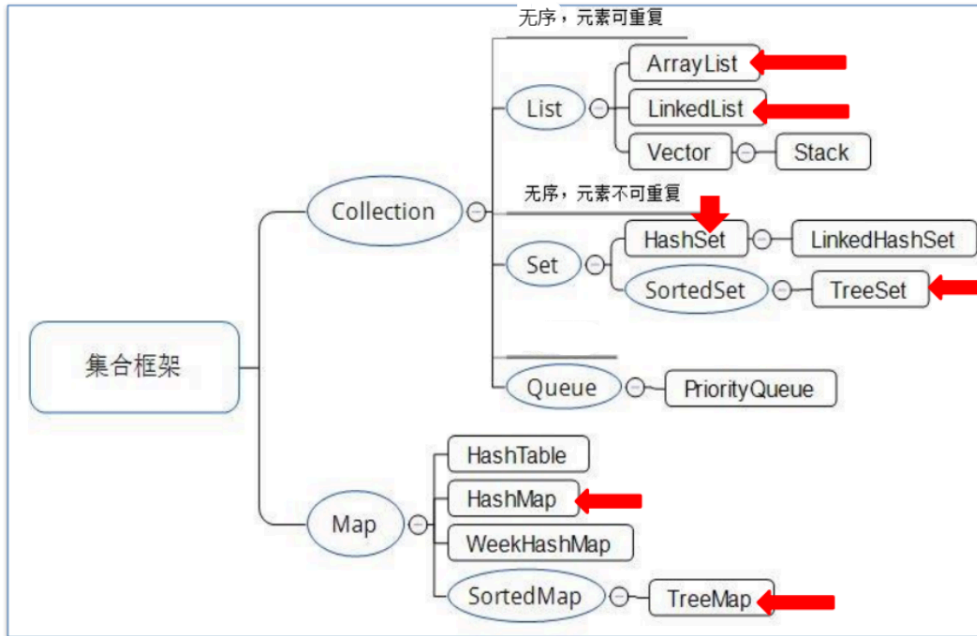 无序，元素可重复
ArrayList
List
LinkedList
Vector
Stack
无序，元素不可重复
Collection
HashSet
LinkedHashSet
Set
SortedSet
TreeSet
集合框架
Queue
PriorityQueue
HashTable
HashMap
Map
WeekHashMap
SortedMap
TreeMap